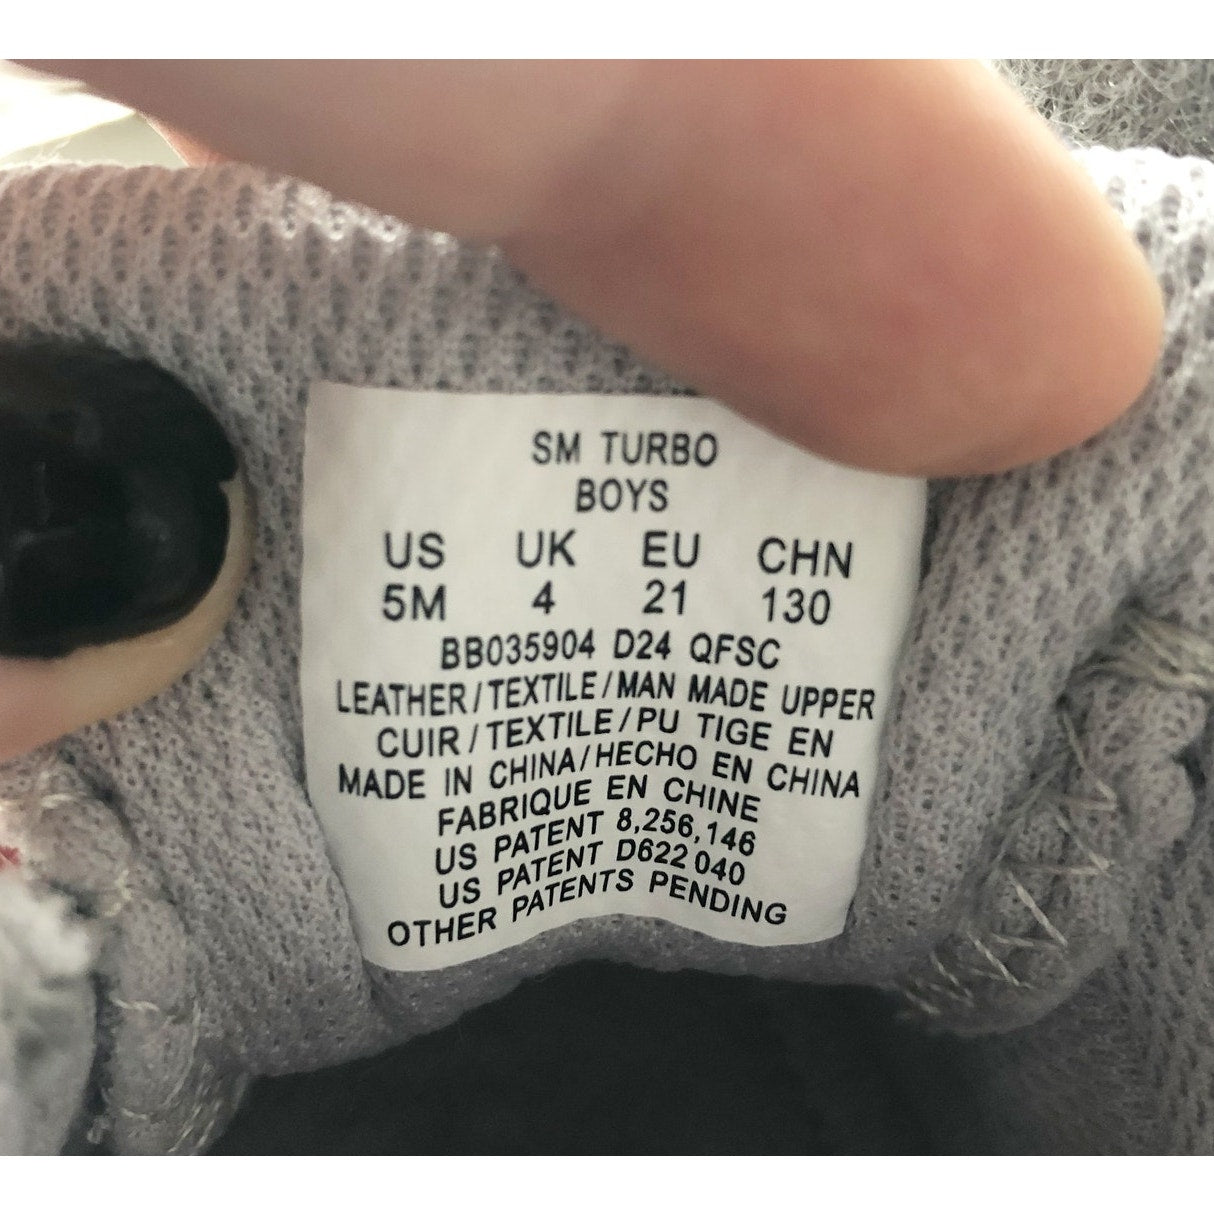 SM TURBO
BOYS
US UK EU CHN
5M 4 21 130
BB035904 D24 QFSC
LEATHER/TEXTILE/MAN MADE UPPER
CUIR/TEXTILE/PU TIGE EN
MADE IN CHINA/HECHO EN CHINA
FABRIQUE EN CHINE
US PATENT 8,256,146
US PATENT D622 040
OTHER PATENTS PENDING